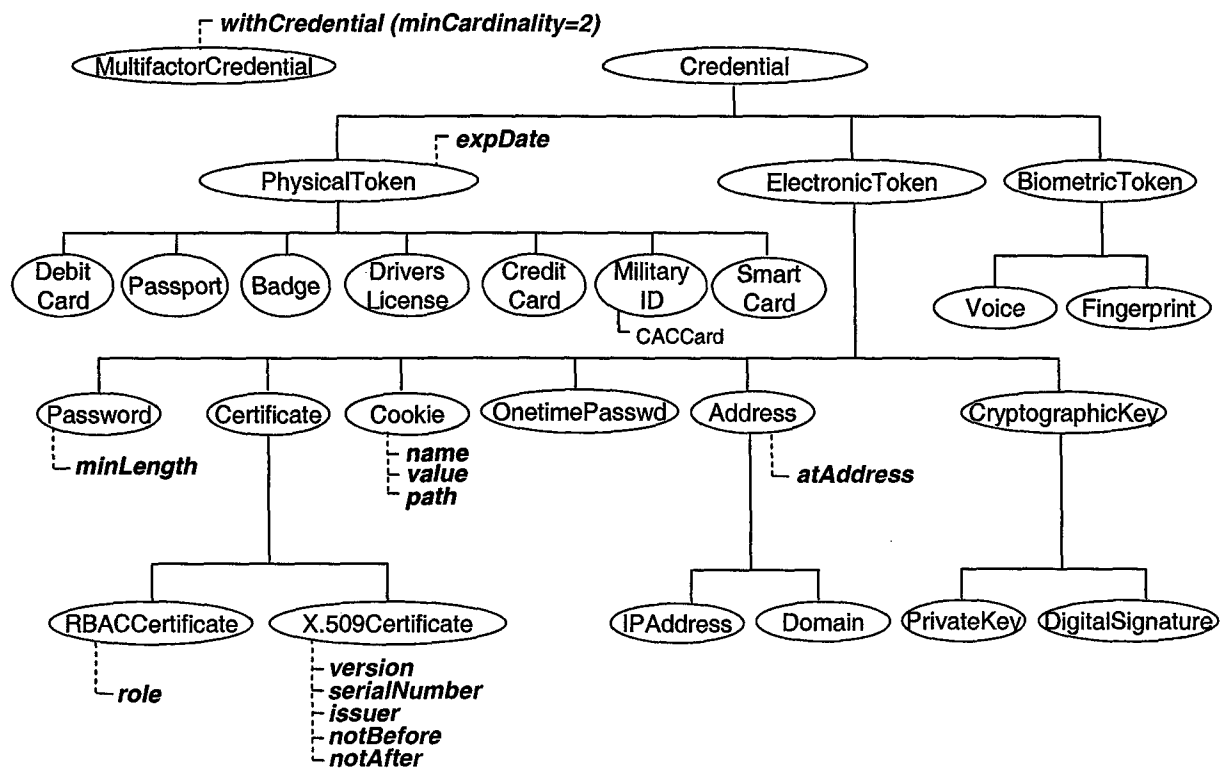 withCredential (minCardinality=2)
MultifactorCredential
Credential
expDate
PhysicalToken
ElectronicToken
BiometricToken
Debit
Card
Passport
Badge
Drivers
License
Credit
Card
Military
ID
CACCard
Smart
Card
Voice
Fingerprint
Password
minLength
Certificate
Cookie
name
value
path
OnetimePasswd
Address
atAddress
CryptographicKey
RBACCertificate
role
X.509Certificate
version
serialNumber
issuer
notBefore
notAfter
IPAddress
Domain
PrivateKey
DigitalSignature